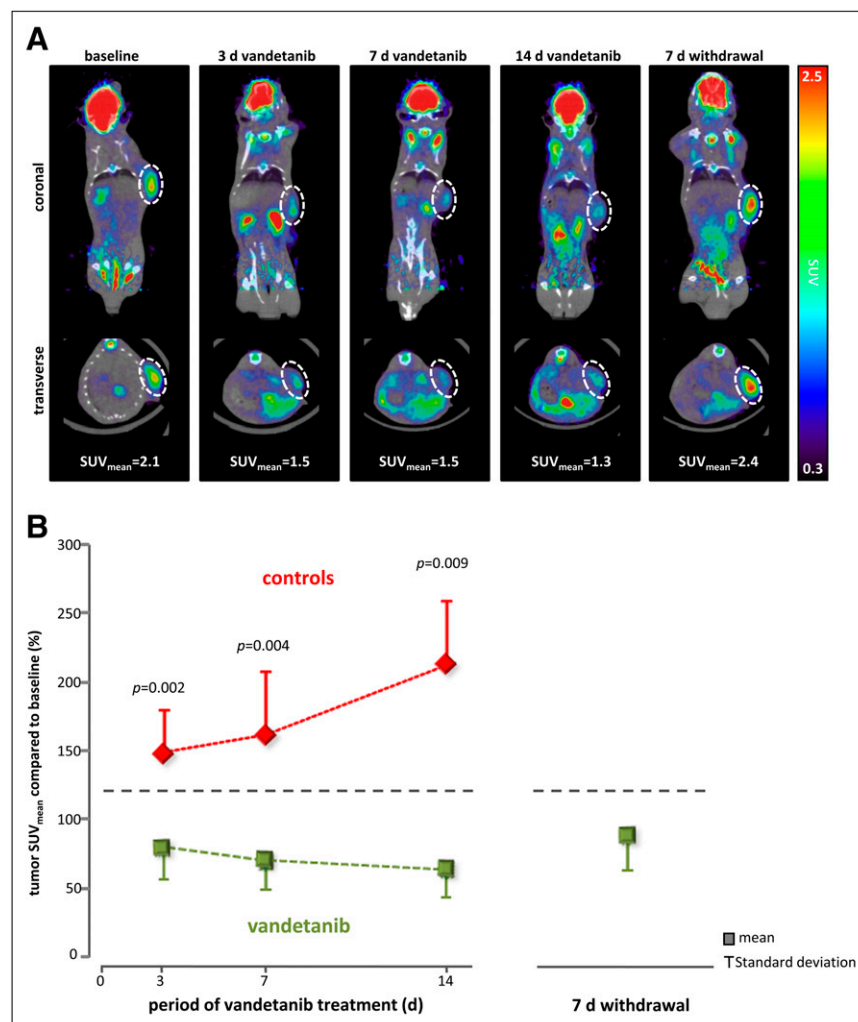 A
baseline
3 d vandetanib
7 d vandetanib
14 d vandetanib
7 d withdrawal
coronal
transverse
2.5
SUV
0.3
SUVmean=2.1
SUVmean=1.5
SUVmean=1.5
SUVmean=1.3
SUVmean=2.4
B
tumor SUVmean compared to baseline (%)
300
250
200
150
100
50
0
controls
p=0.002
p=0.004
p=0.009
vandetanib
0
3
7
14
period of vandetanib treatment (d)
7 d withdrawal
mean
Standard deviation